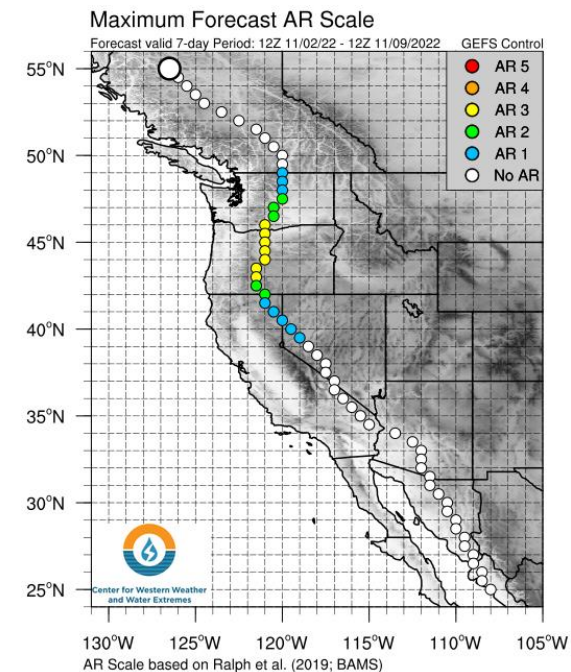 Maximum Forecast AR Scale
Forecast valid 7-day Period: 12Z 11/02/22 - 12Z 11/09/2022 GEFS Control
AR 5
AR 4
AR 3
AR 2
AR 1
No AR
55°N
50°N
45°N
40°N
35°N
30°N
25°N
Center for Western Weather
and Water Extremes
130°W 125°W 120°W 115°W 110°W 105°W
AR Scale based on Ralph et al. (2019; BAMS)